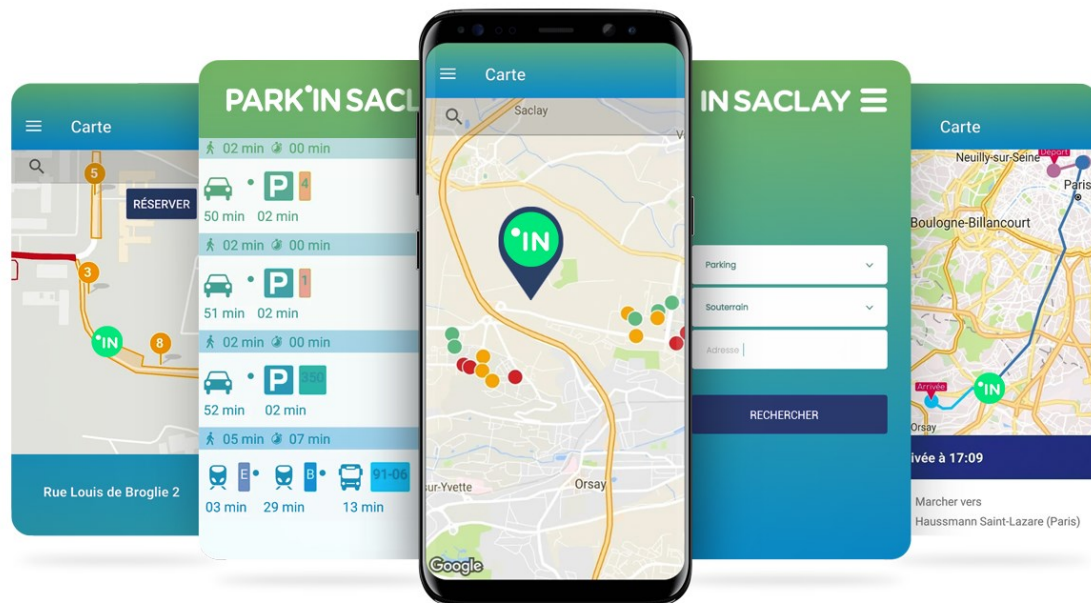 Carte
5
RÉSERVER
3
°IN
8
Rue Louis de Broglie 2
PARK'IN SACL
02 min 00 min
P 4
50 min 02 min
02 min 00 min
P 1
51 min 02 min
02 min 00 min
P 350
52 min 02 min
05 min 07 min
E B 91-06
03 min 29 min 13 min
Carte
Saclay
°IN
sur-Yvette
Orsay
Google
IN SACLAY
Parking
Souterrain
Adresse
RECHERCHER
Carte
Neuilly-sur-Seine
Départ
Paris
Boulogne-Billancourt
Arrivée
°IN
Orsay
ivée à 17:09
Marcher vers
Haussmann Saint-Lazare (Paris)